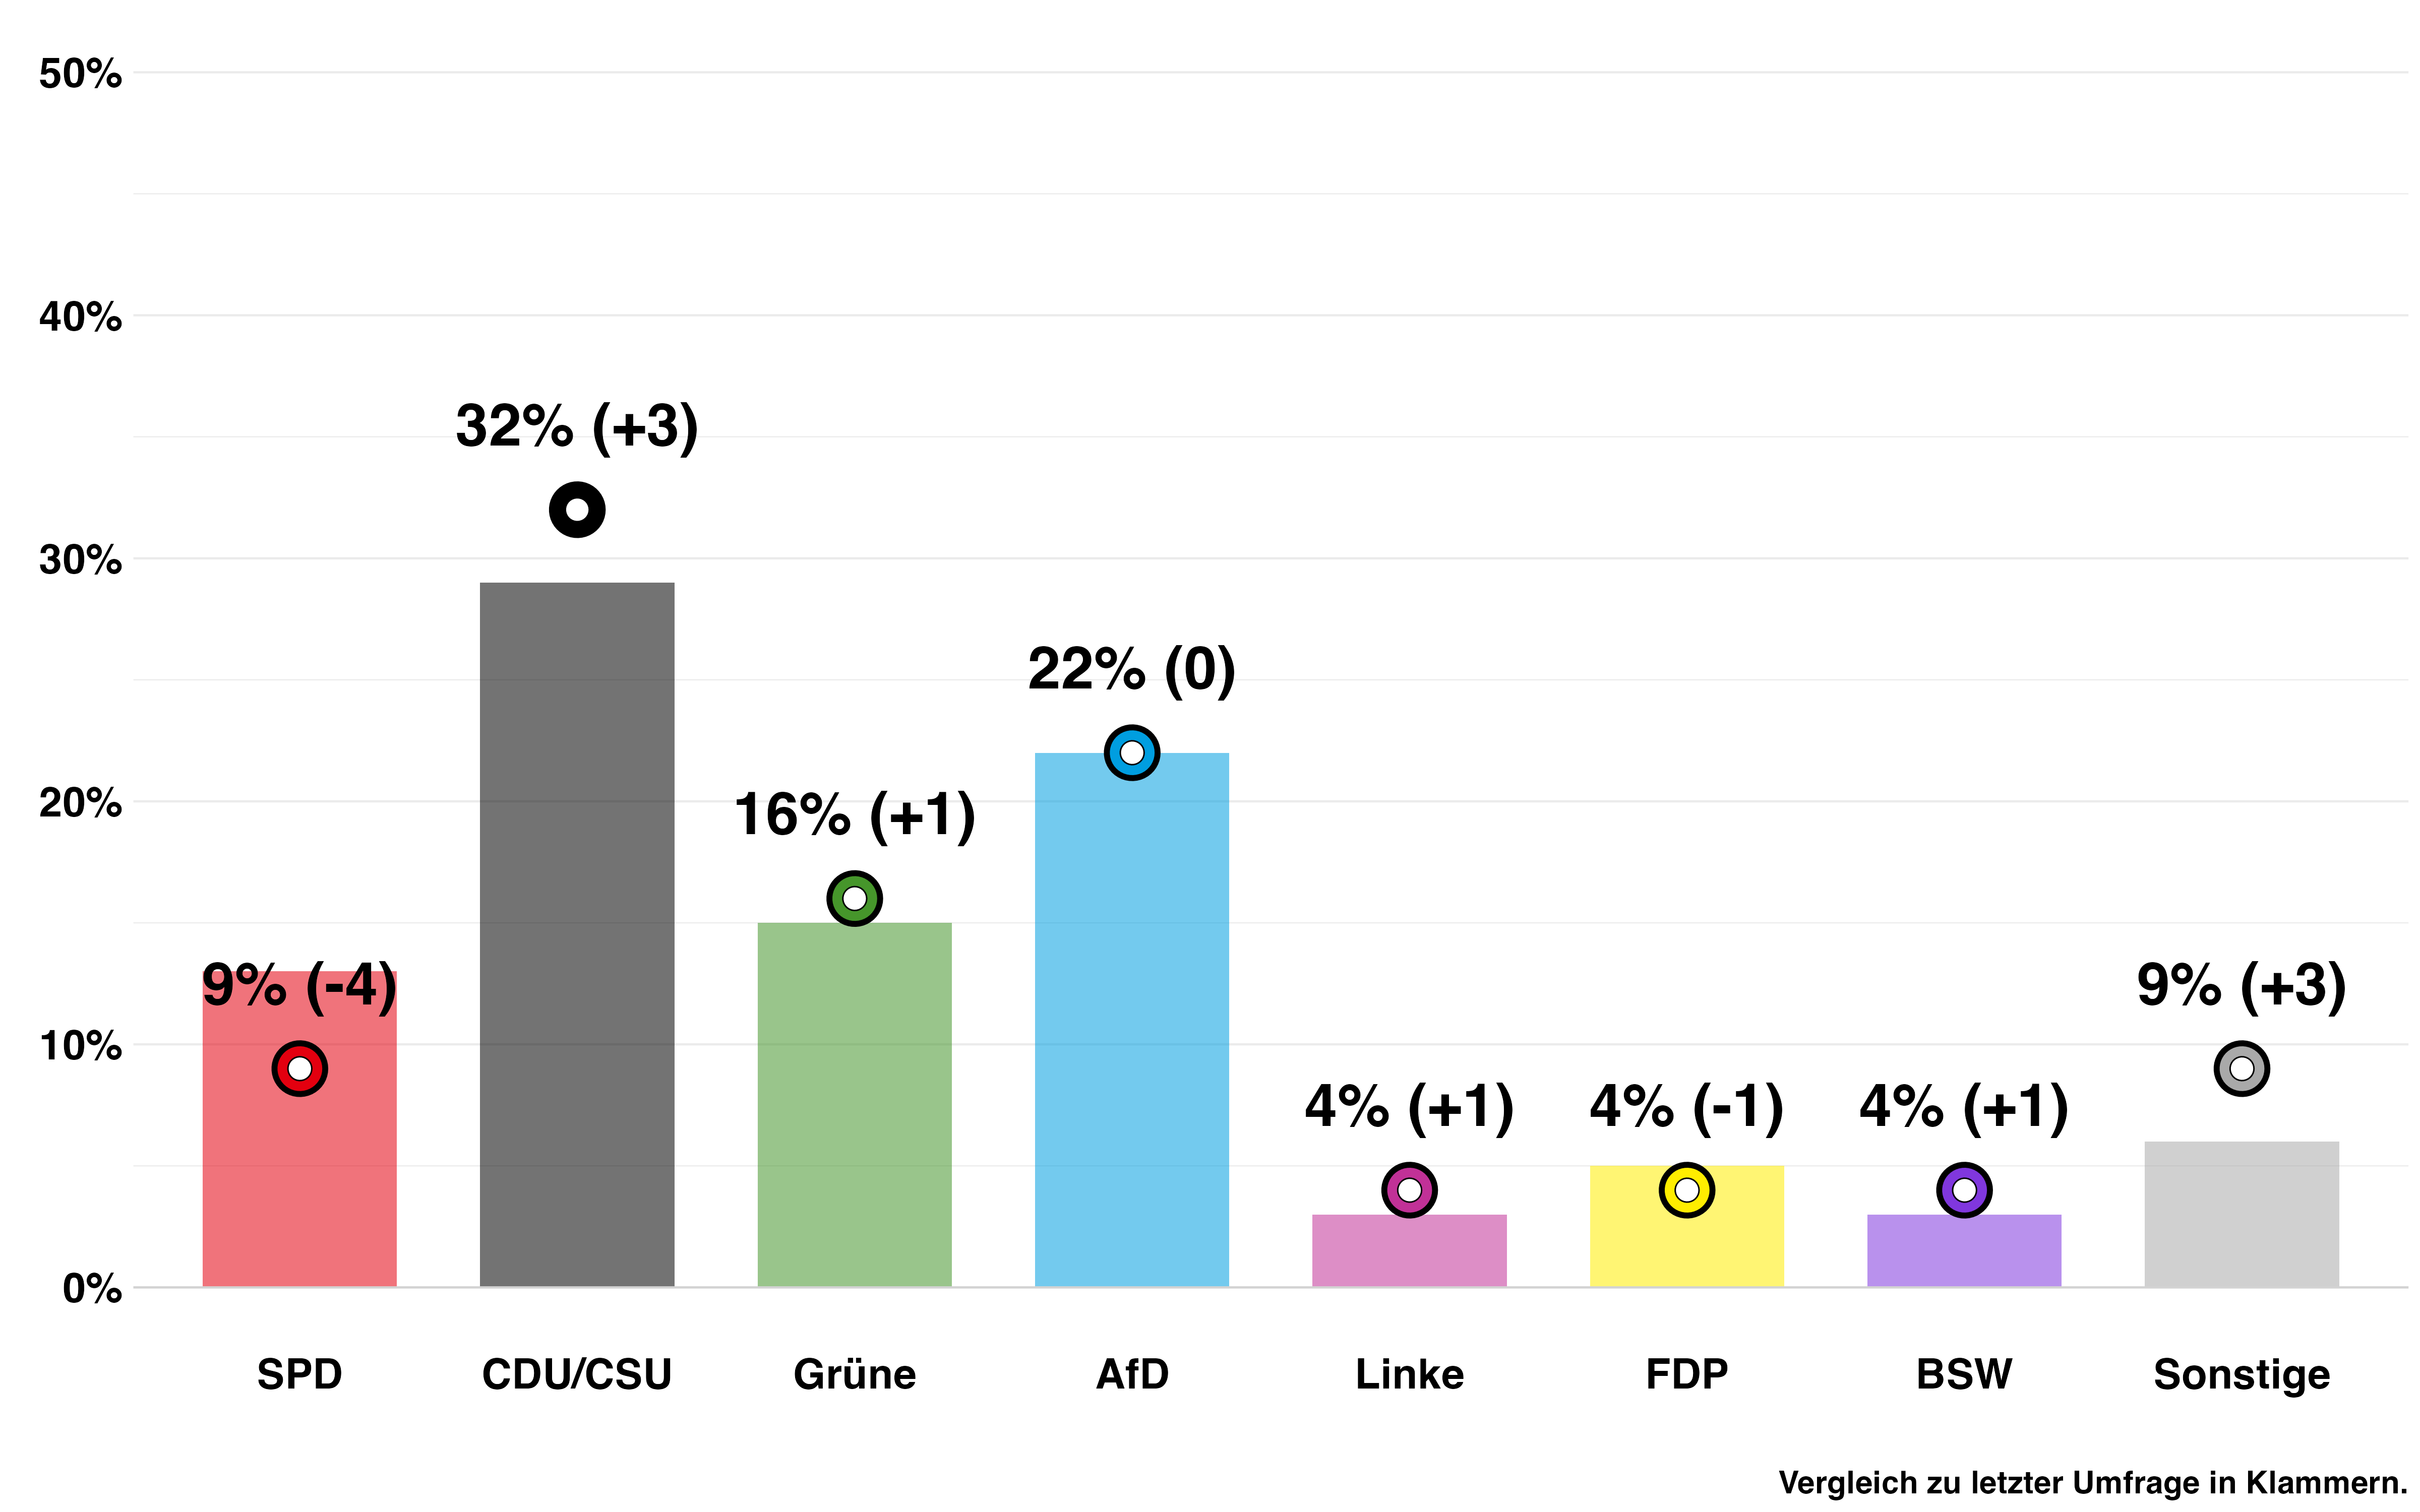 50%
40%
30%
20%
10%
0%
9% (-4)
32% (+3)
16% (+1)
22% (0)
4% (+1)
4% (-1)
4% (+1)
9% (+3)
SPD
CDU/CSU
Grüne
AfD
Linke
FDP
BSW
Sonstige
Vergleich zu letzter Umfrage in Klammern.